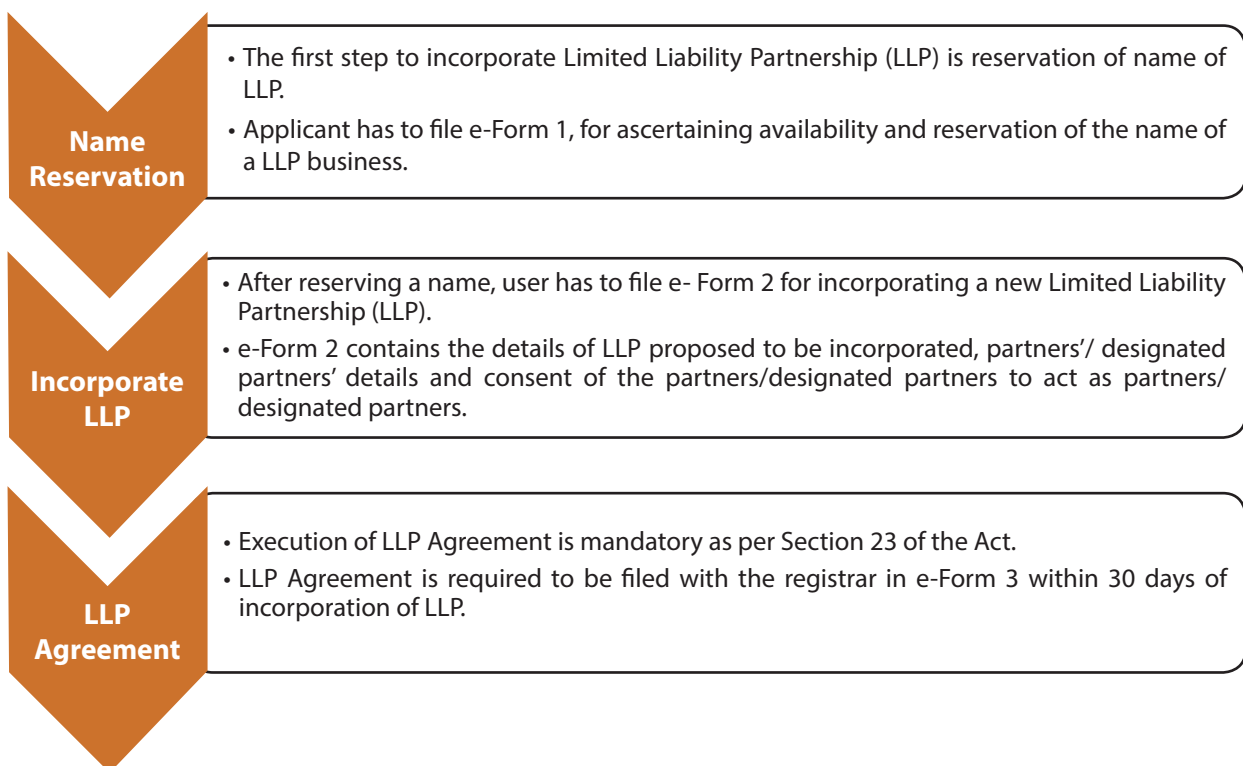 Name
Reservation
• The first step to incorporate Limited Liability Partnership (LLP) is reservation of name of
LLP.
• Applicant has to file e-Form 1, for ascertaining availability and reservation of the name of
a LLP business.
Incorporate
LLP
• After reserving a name, user has to file e- Form 2 for incorporating a new Limited Liability
Partnership (LLP).
• e-Form 2 contains the details of LLP proposed to be incorporated, partners’/ designated
partners’ details and consent of the partners/designated partners to act as partners/
designated partners.
LLP
Agreement
• Execution of LLP Agreement is mandatory as per Section 23 of the Act.
• LLP Agreement is required to be filed with the registrar in e-Form 3 within 30 days of
incorporation of LLP.